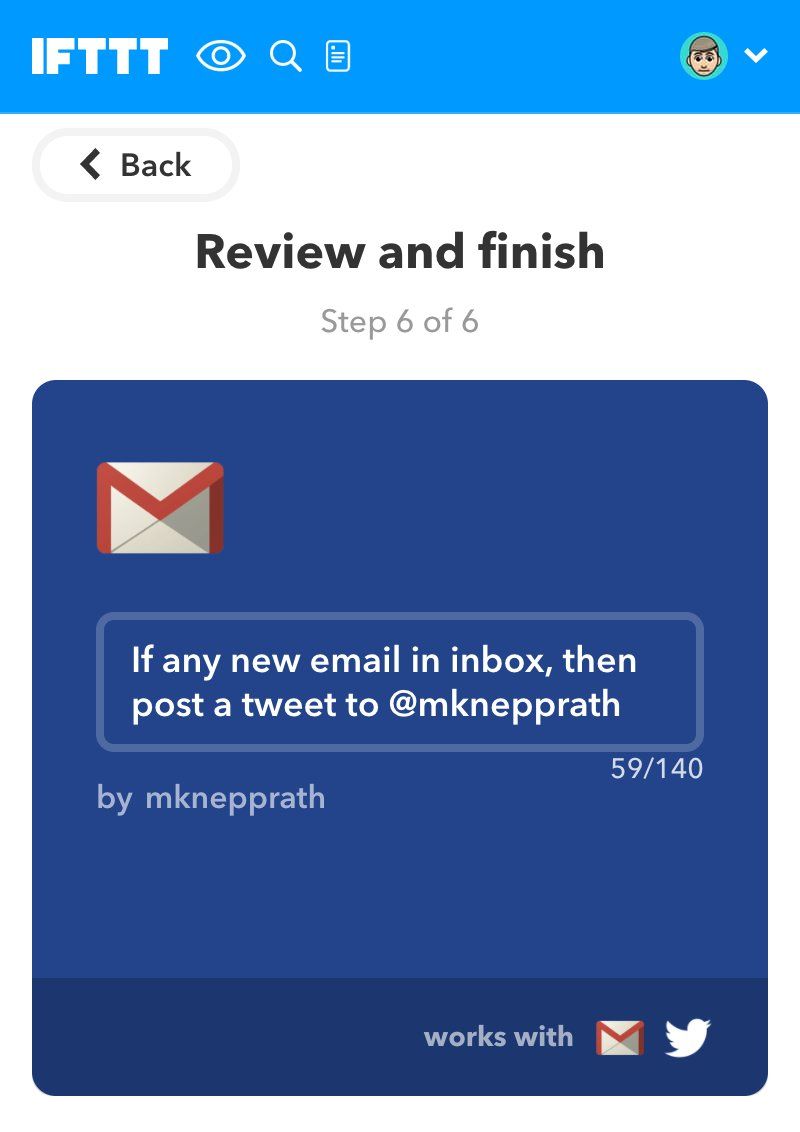 IFTTT
Back
Review and finish
Step 6 of 6
If any new email in inbox, then
post a tweet to @mknepprath
59/140
by mknepprath
works with